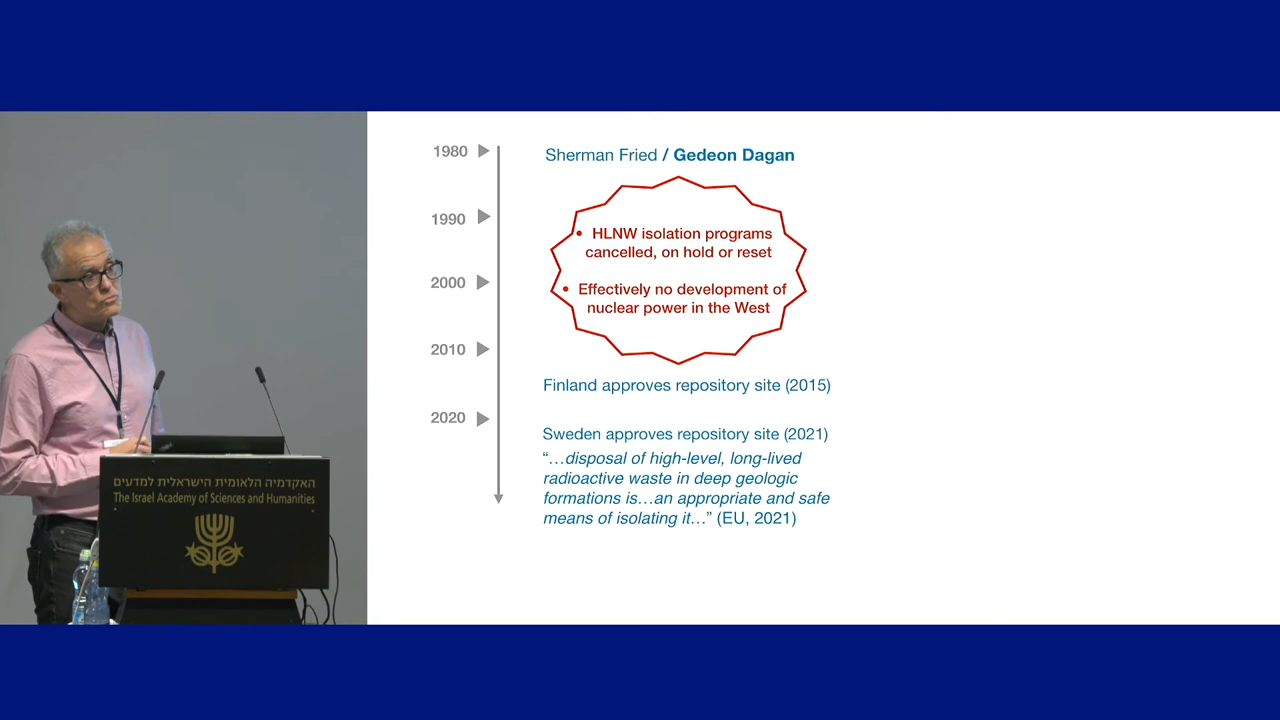 1980
Sherman Fried / Gedeon Dagan
1990
• HLNW isolation programs
cancelled, on hold or reset
2000
• Effectively no development of
nuclear power in the West
2010
Finland approves repository site (2015)
2020
Sweden approves repository site (2021)
“…disposal of high-level, long-lived
radioactive waste in deep geologic
formations is…an appropriate and safe
means of isolating it…” (EU, 2021)
האקדמיה הלאומית הישראלית למדעים
The Israel Academy of Sciences and Humanities